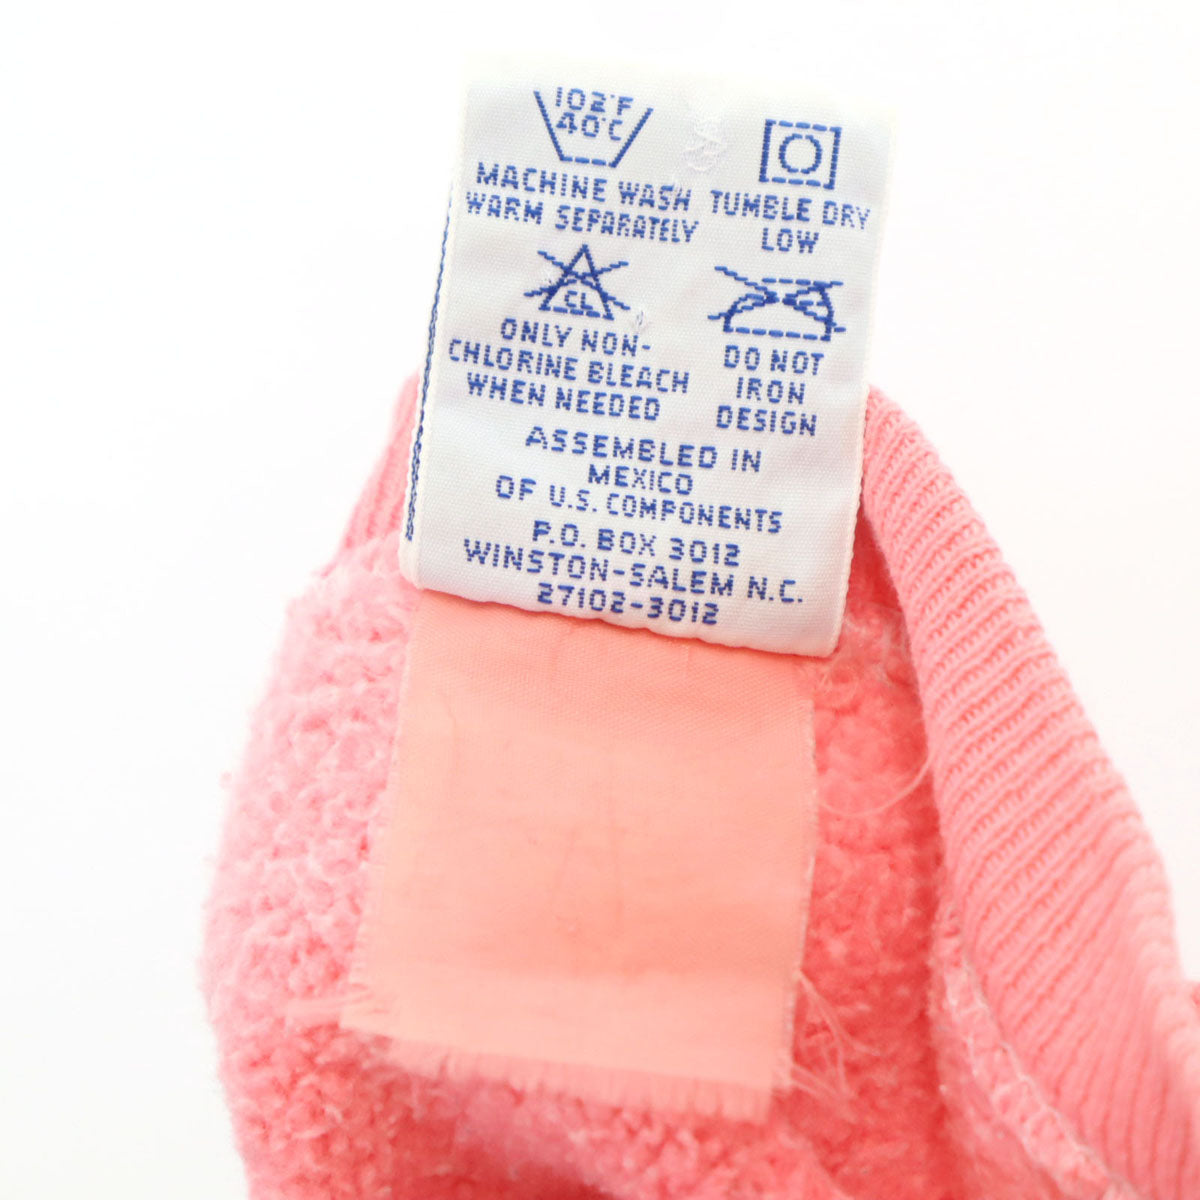 102°F
40°C
MACHINE WASH
WARM SEPARATELY
TUMBLE DRY
LOW
CL
ONLY NON-
CHLORINE BLEACH
WHEN NEEDED
DO NOT
IRON
DESIGN
ASSEMBLED IN
MEXICO
OF U.S. COMPONENTS
P.O. BOX 3012
WINSTON-SALEM N.C.
27102-3012